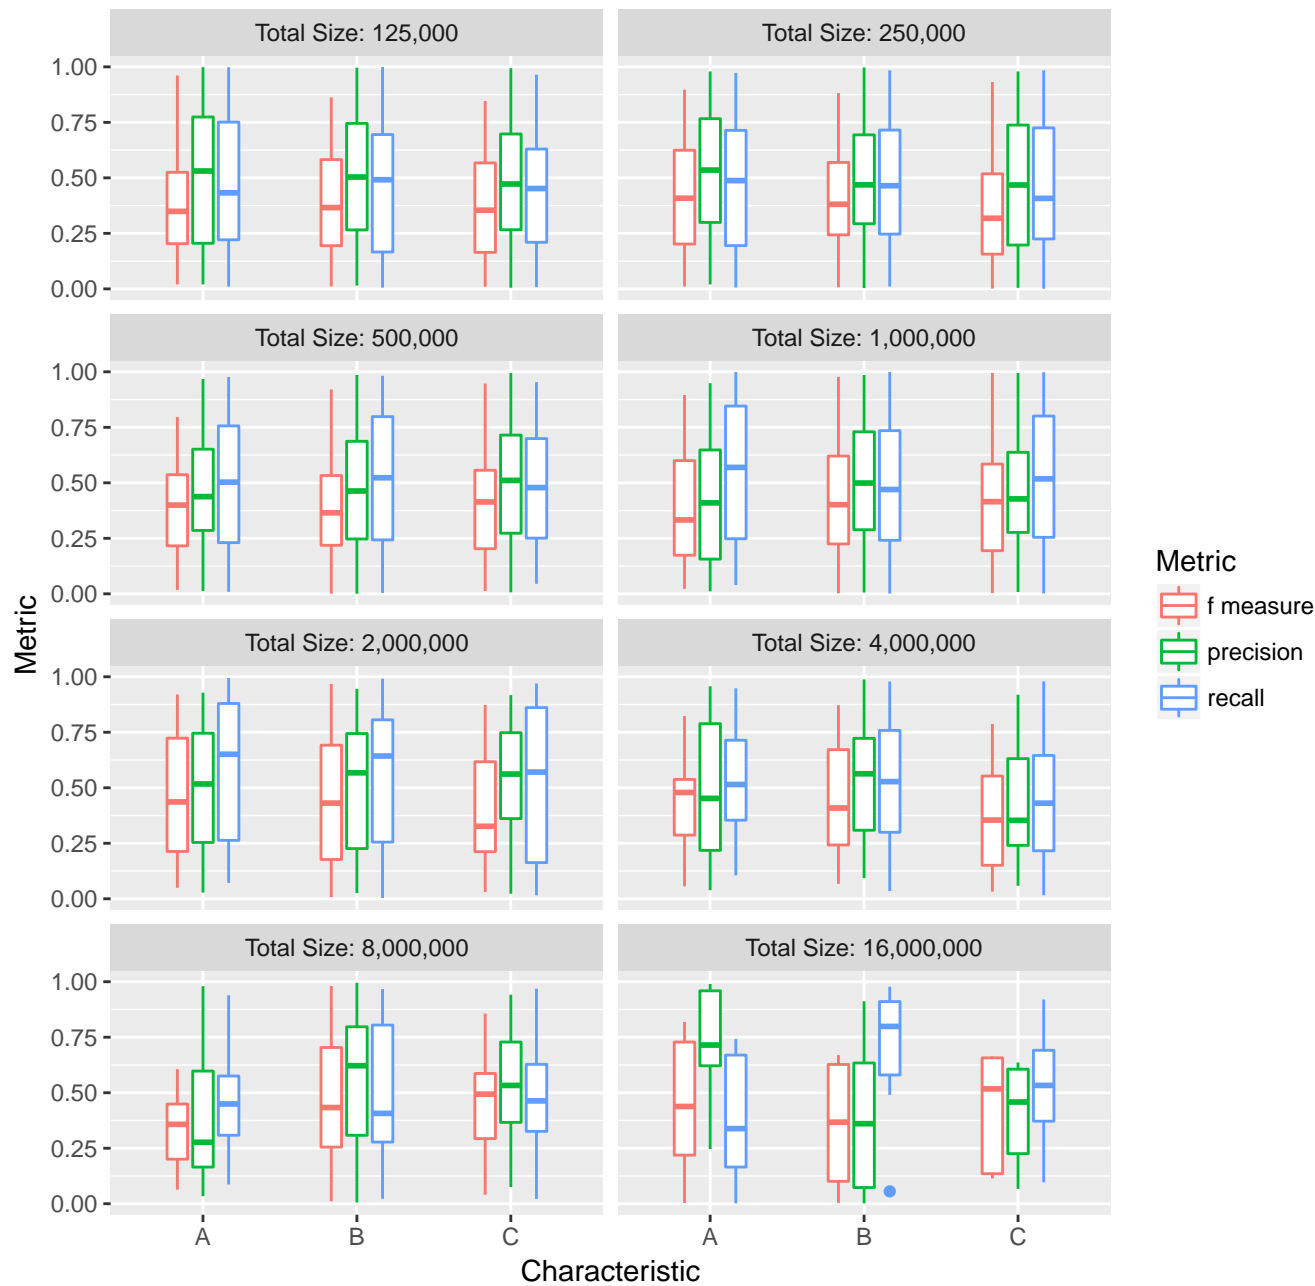 Total Size: 125,000
Total Size: 250,000
1.00
0.75
0.50
0.25
0.00
Total Size: 500,000
Total Size: 1,000,000
1.00
0.75
0.50
0.25
0.00
Total Size: 2,000,000
Total Size: 4,000,000
1.00
0.75
0.50
0.25
0.00
Total Size: 8,000,000
Total Size: 16,000,000
1.00
0.75
0.50
0.25
0.00
A B C
A B C
Characteristic
Metric
Metric
f measure
precision
recall